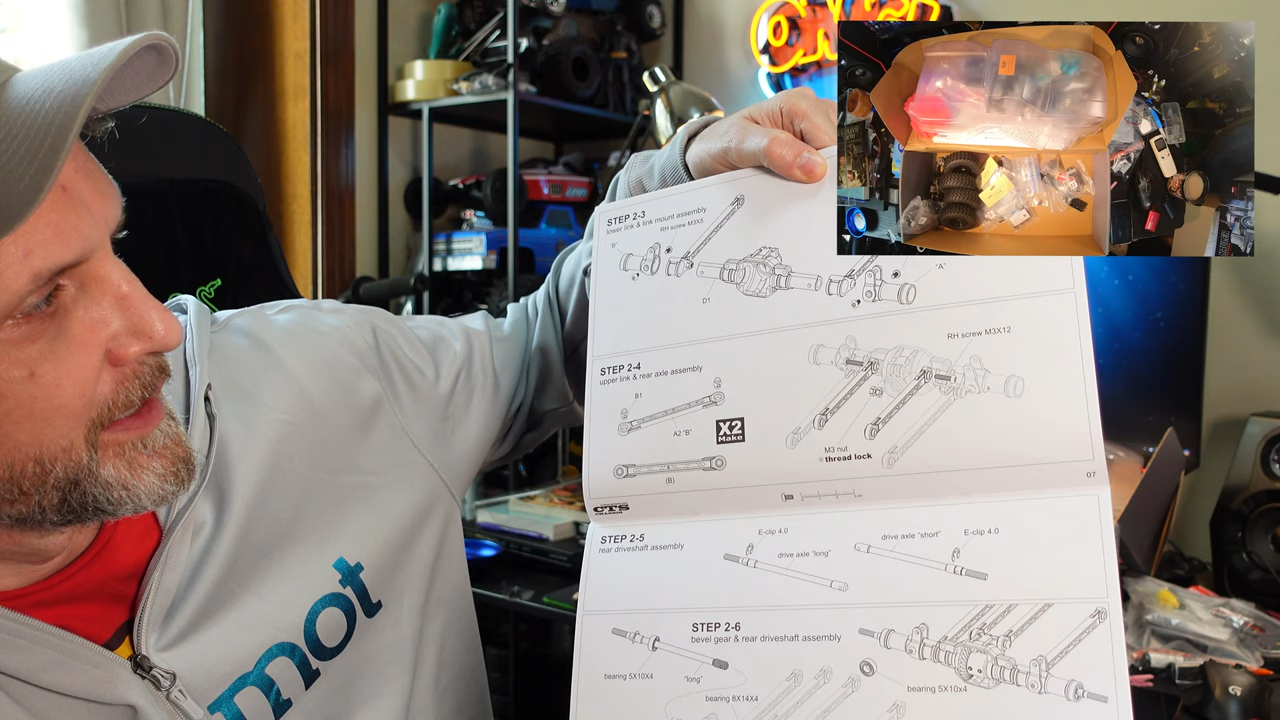 STEP 2-3
lower link & link mount assembly
RH screw M3X5
"B"
"A"
D1
STEP 2-4
upper link & rear axle assembly
RH screw M3X12
B1
A2 "B"
X2
Make
M3 nut
※thread lock
(B)
07
CTS
CHASSIS
STEP 2-5
rear driveshaft assembly
E-clip 4.0
drive axle "long"
drive axle "short"
E-clip 4.0
STEP 2-6
bevel gear & rear driveshaft assembly
bearing 5X10X4
"long"
bearing 8X14X4
bearing 5X10x4
mot